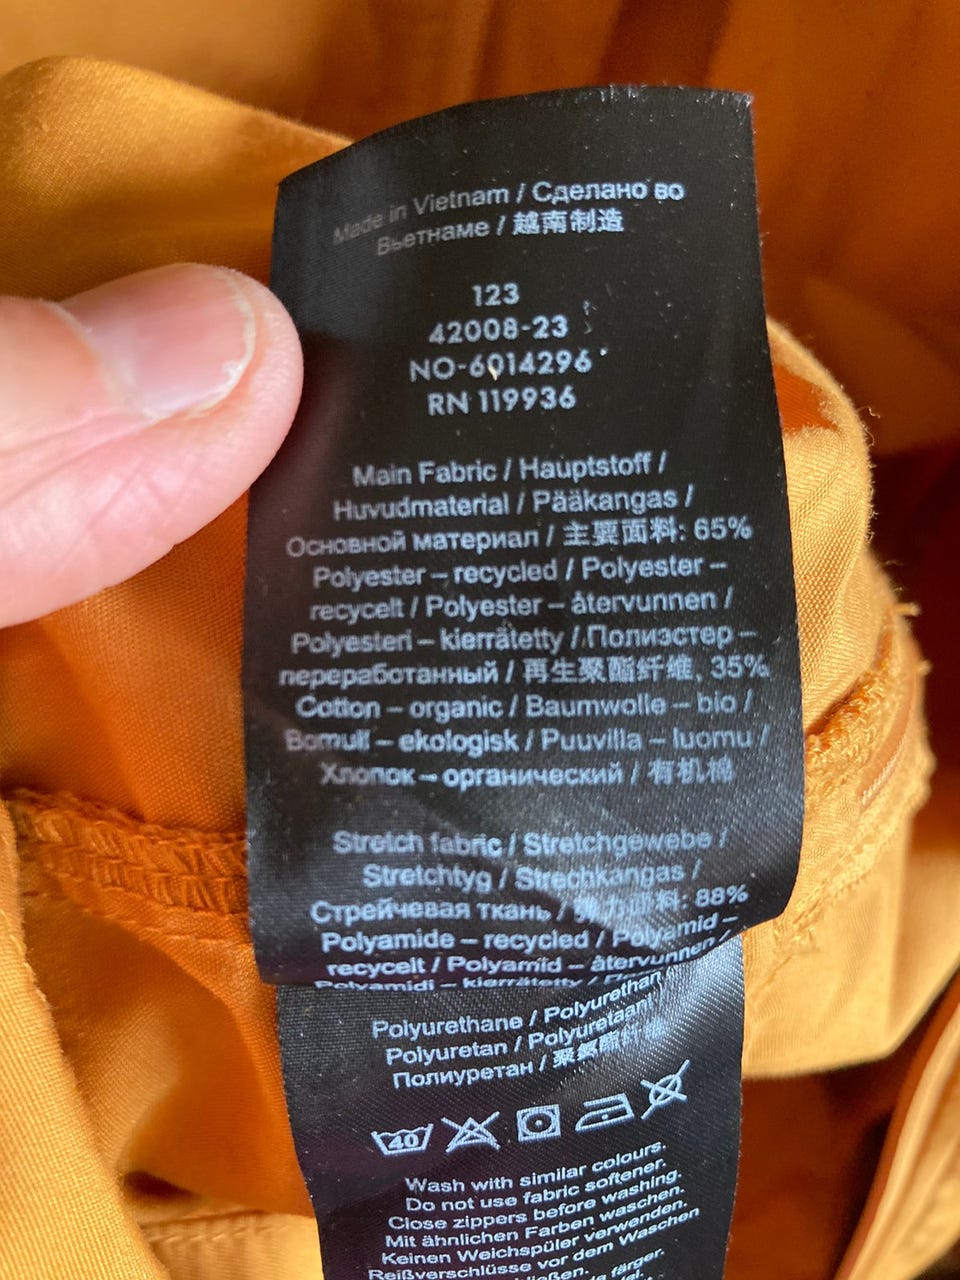 Made in Vietnam / Сделано во
Вьетнаме / 越南制造
123
42008-23
NO-6014296
RN 119936
Main Fabric / Hauptstoff /
Huvudmaterial / Pääkangas /
Основной материал / 主要面料: 65%
Polyester – recycled / Polyester –
recycelt / Polyester – återvunnen /
Polyesteri – kierrätetty / Полиэстер –
переработанный / 再生聚酯纤维, 35%
Cotton – organic / Baumwolle – bio /
Bomull – ekologisk / Puuvilla – luomu /
Хлопок – органический / 有机棉
Stretch fabric / Stretchgewebe /
Stretchtyg / Strechkangas /
Стрейчевая ткань / 弹力面料: 88%
Polyamide – recycled / Polyamid –
recycelt / Polyamid – återvunnen /
Polyamidi – kierrätetty /
Polyurethane / Polyurethan
Polyuretan / Polyuretaani
Полиуретан /
40
Wash with similar colours.
Do not use fabric softener.
Close zippers before washing.
Mit ähnlichen Farben waschen.
Keinen Weichspüler verwenden.
Reißverschlüsse vor dem Waschen
färger.